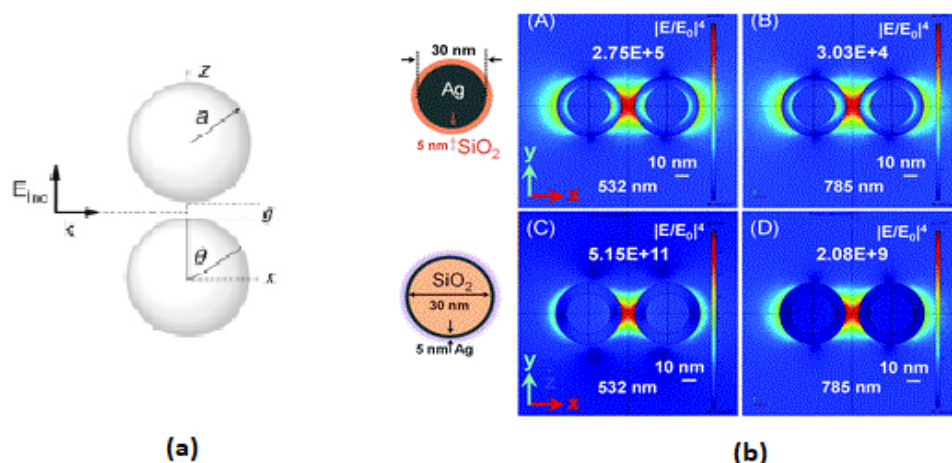 z
a
E inc
g
θ
x
(a)
30 nm
Ag
5 nm SiO2
SiO2
30 nm
5 nm Ag
(A)
|E/E0|4
2.75E+5
10 nm
y
x
532 nm
(B)
|E/E0|4
3.03E+4
10 nm
785 nm
(C)
|E/E0|4
5.15E+11
10 nm
y
z
x
532 nm
(D)
|E/E0|4
2.08E+9
10 nm
785 nm
(b)